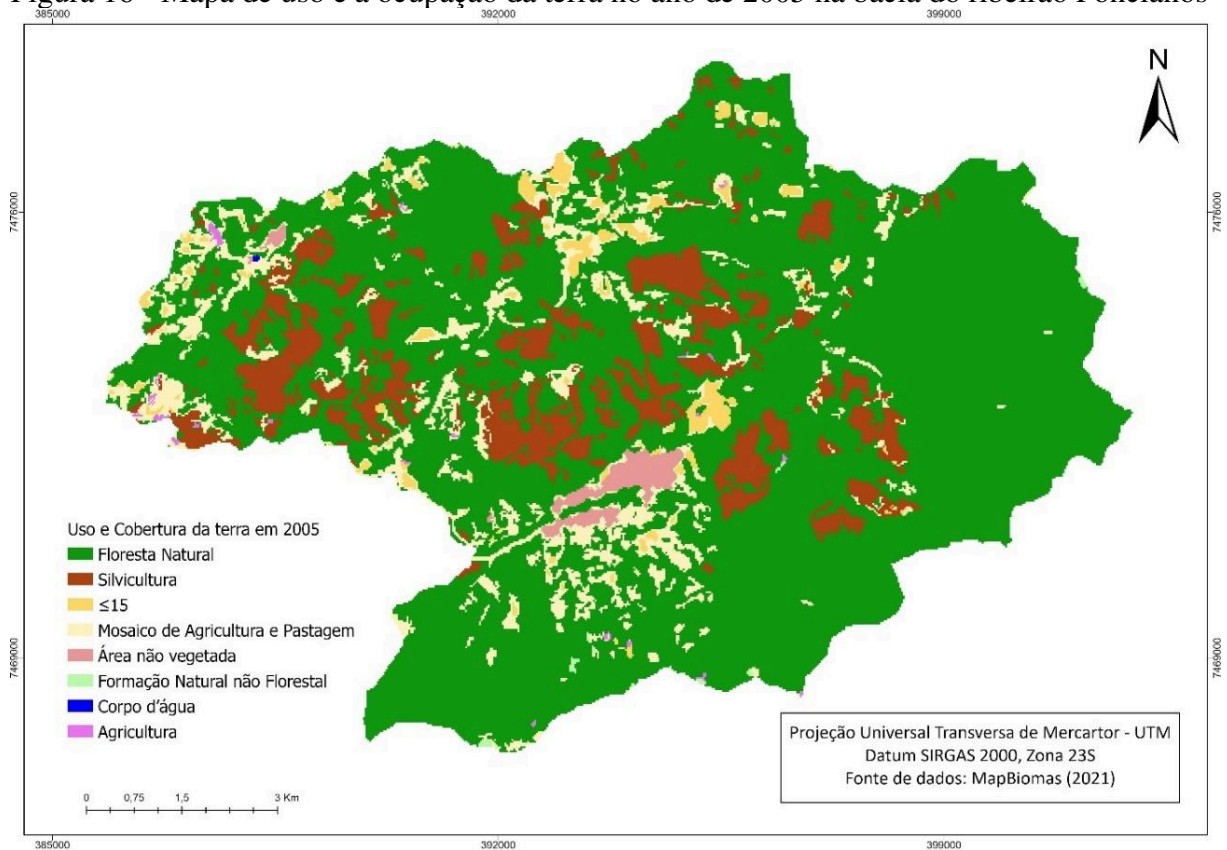 Figura 16 - Mapa de uso e a ocupação da terra no ano de 2005 na bacia do ribeirão Poncianos
385000
392000
399000
N
7476000
7476000
Uso e Cobertura da terra em 2005
Floresta Natural
Silvicultura
≤15
Mosaico de Agricultura e Pastagem
Área não vegetada
Formação Natural não Florestal
Corpo d'água
Agricultura
7469000
7469000
Projeção Universal Transversa de Mercartor - UTM
Datum SIRGAS 2000, Zona 23S
Fonte de dados: MapBiomas (2021)
0 0,75 1,5 3 Km
385000
392000
399000